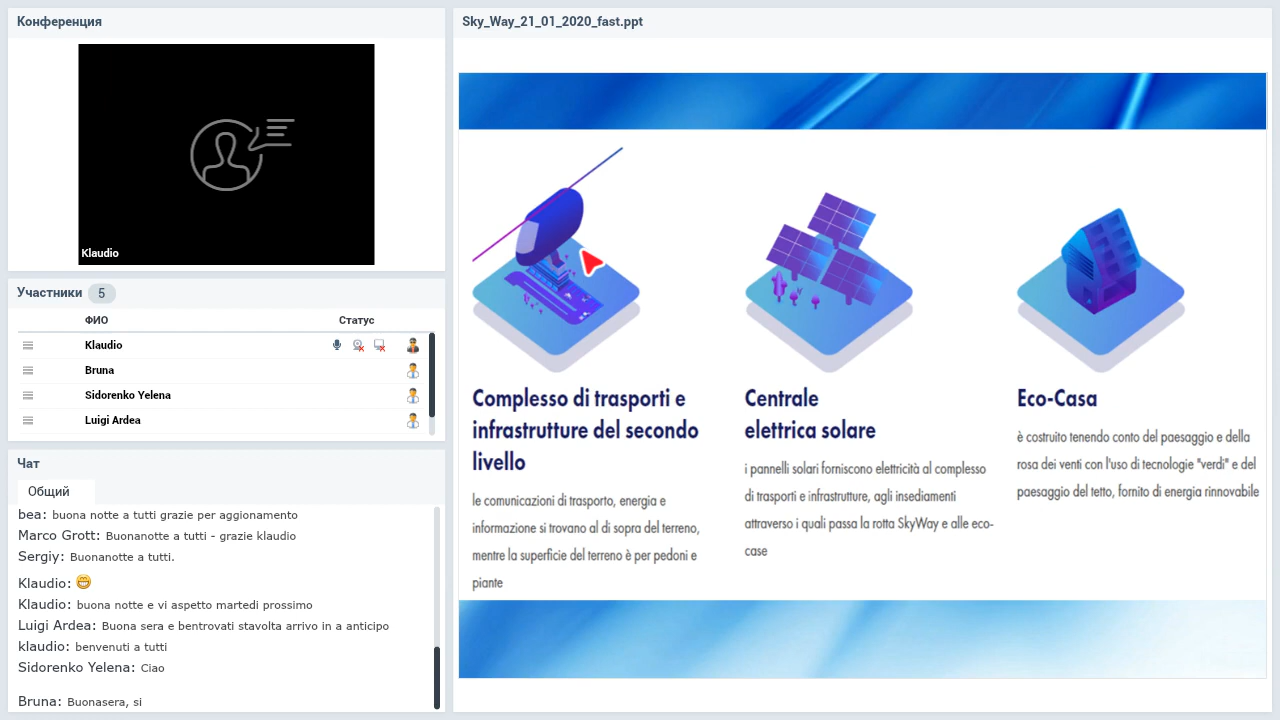 Конференция
Klaudio
Участники 5
ФИО Статус
Klaudio
Bruna
Sidorenko Yelena
Luigi Ardea
Чат
Общий
bea: buona notte a tutti grazie per aggionamento
Marco Grott: Buonanotte a tutti - grazie klaudio
Sergiy: Buonanotte a tutti.
Klaudio:
Klaudio: buona notte e vi aspetto martedi prossimo
Luigi Ardea: Buona sera e bentrovati stavolta arrivo in a anticipo
klaudio: benvenuti a tutti
Sidorenko Yelena: Ciao
Bruna: Buonasera, si
Sky_Way_21_01_2020_fast.ppt
Complesso di trasporti e
infrastrutture del secondo
livello
le comunicazioni di trasporto, energia e
informazione si trovano al di sopra del terreno,
mentre la superficie del terreno è per pedoni e
piante
Centrale
elettrica solare
i pannelli solari forniscono elettricità al complesso
di trasporti e infrastrutture, agli insediamenti
attraverso i quali passa la rotta SkyWay e alle eco-
case
Eco-Casa
è costruito tenendo conto del paesaggio e della
rosa dei venti con l'uso di tecnologie "verdi" e del
paesaggio del tetto, fornito di energia rinnovabile